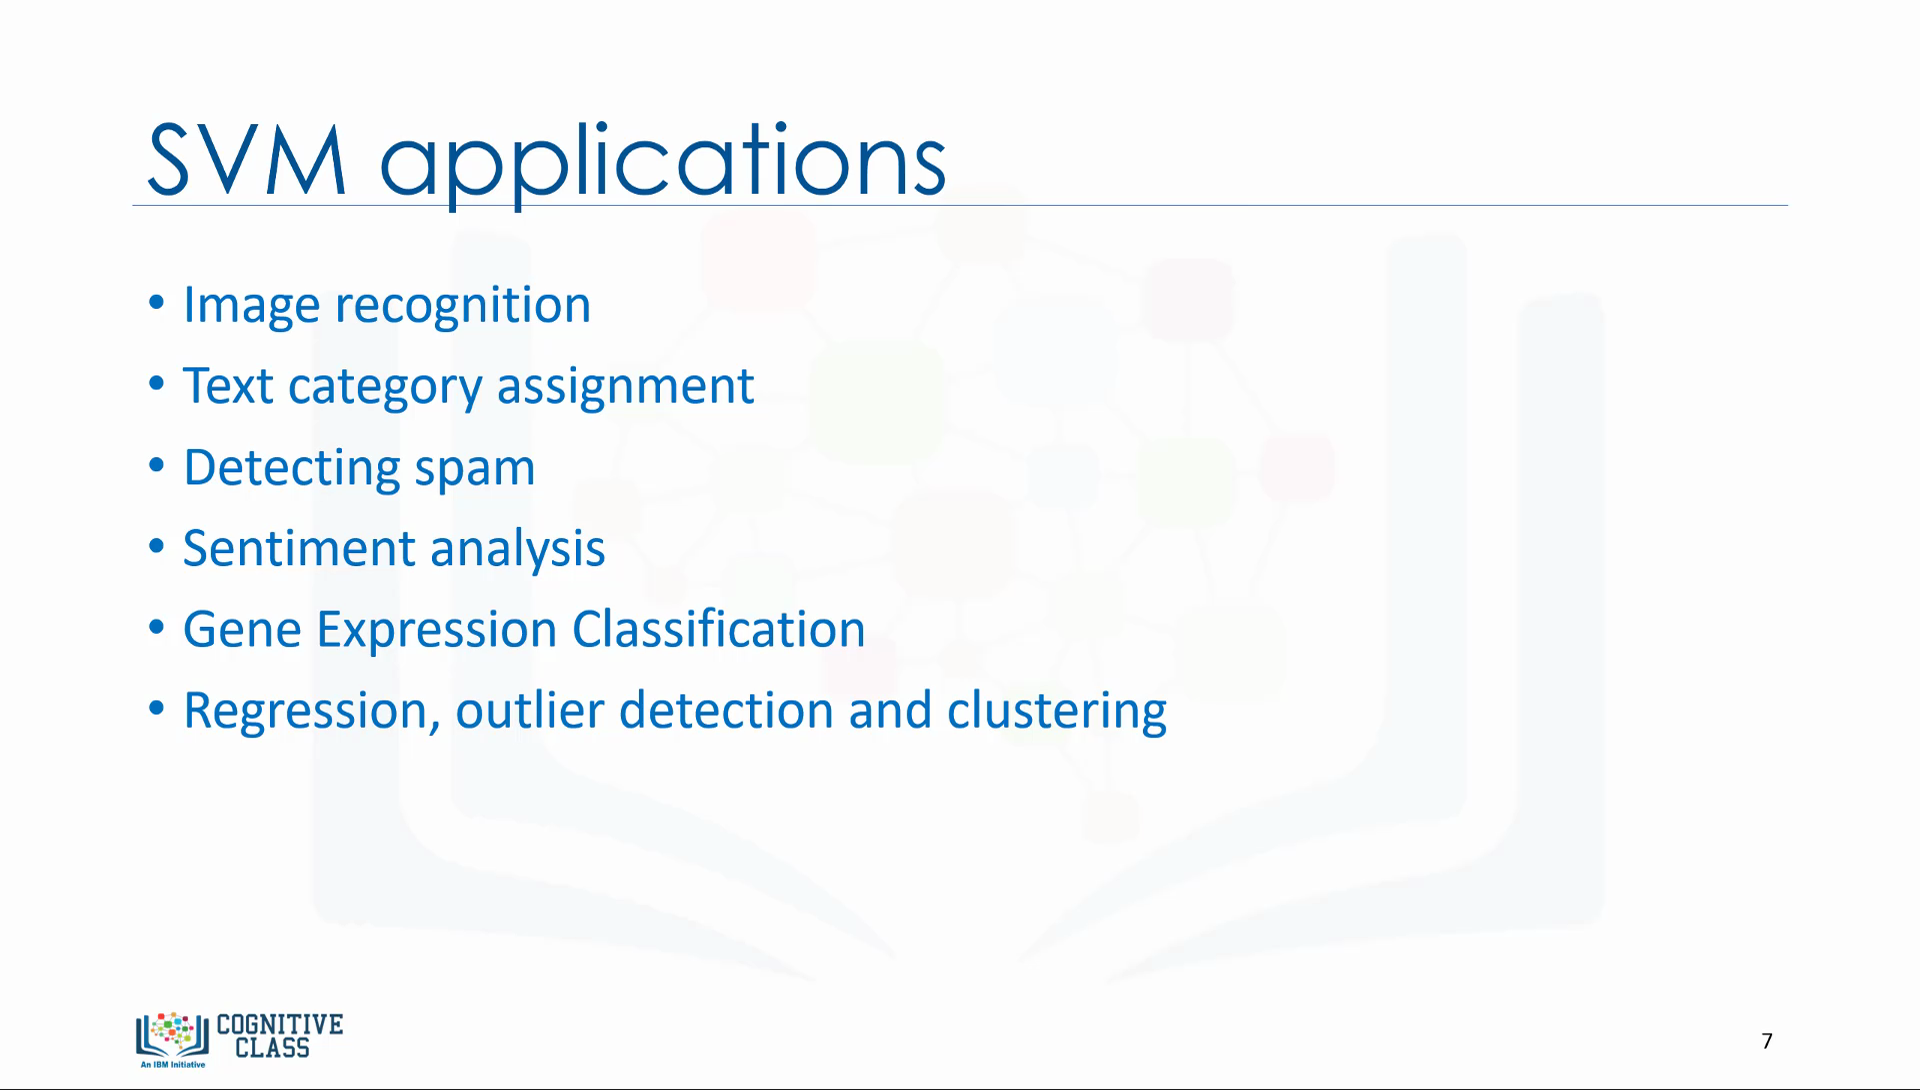 SVM applications
• Image recognition
• Text category assignment
• Detecting spam
• Sentiment analysis
• Gene Expression Classification
• Regression, outlier detection and clustering
COGNITIVE
CLASS
An IBM Initiative
7